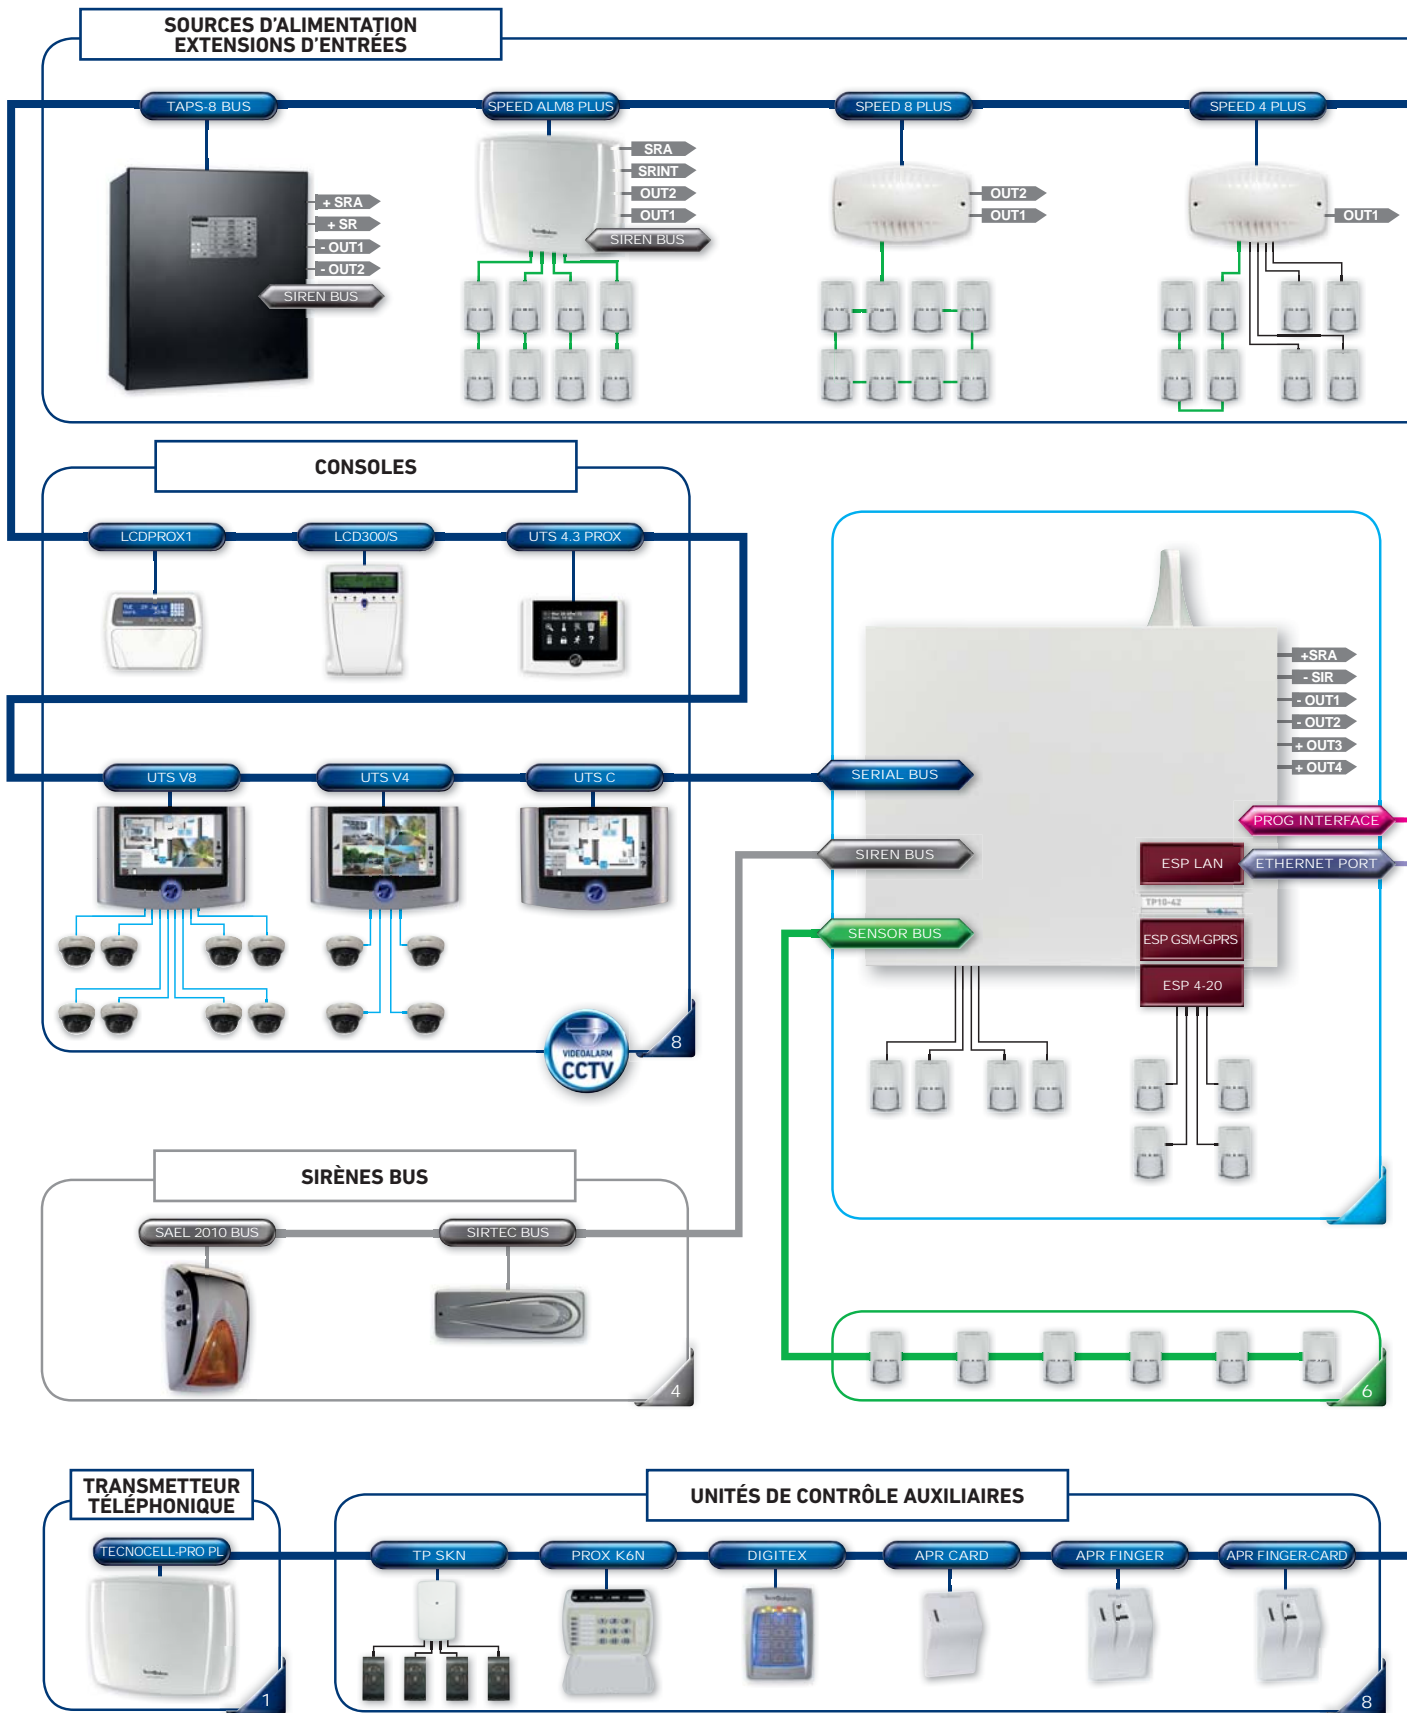 SOURCES D'ALIMENTATION
EXTENSIONS D'ENTRÉES
TAPS-8 BUS
SPEED ALM8 PLUS
SPEED 8 PLUS
SPEED 4 PLUS
+ SRA
+ SR
- OUT1
- OUT2
SIREN BUS
SRA
SRINT
OUT2
OUT1
SIREN BUS
OUT2
OUT1
OUT1
CONSOLES
LCDPROX1
LCD300/S
UTS 4.3 PROX
UTS V8
UTS V4
UTS C
VIDEOALARM
CCTV
8
+SRA
- SIR
- OUT1
- OUT2
+ OUT3
+ OUT4
SERIAL BUS
SIREN BUS
SENSOR BUS
PROG INTERFACE
ESP LAN
ETHERNET PORT
TP10-42
ESP GSM-GPRS
ESP 4-20
SIRÈNES BUS
SAEL 2010 BUS
SIRTEC BUS
4
6
TRANSMETTEUR
TÉLÉPHONIQUE
TECNOCELL-PRO PL
1
UNITÉS DE CONTRÔLE AUXILIAIRES
TP SKN
PROX K6N
DIGITEX
APR CARD
APR FINGER
APR FINGER-CARD
8